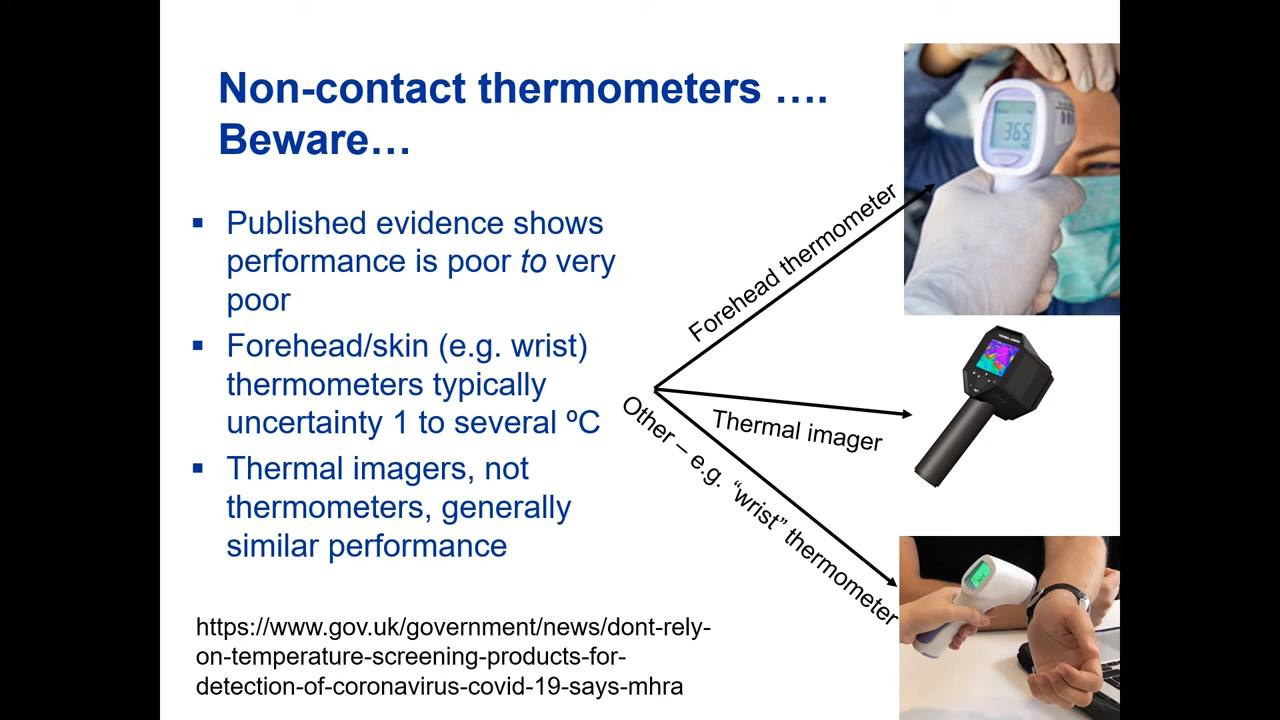 Non-contact thermometers ….
Beware…
▪ Published evidence shows
performance is poor to very
poor
▪ Forehead/skin (e.g. wrist)
thermometers typically
uncertainty 1 to several ºC
▪ Thermal imagers, not
thermometers, generally
similar performance
https://www.gov.uk/government/news/dont-rely-
on-temperature-screening-products-for-
detection-of-coronavirus-covid-19-says-mhra
Forehead thermometer
Thermal imager
Other – e.g. “wrist” thermometer
365